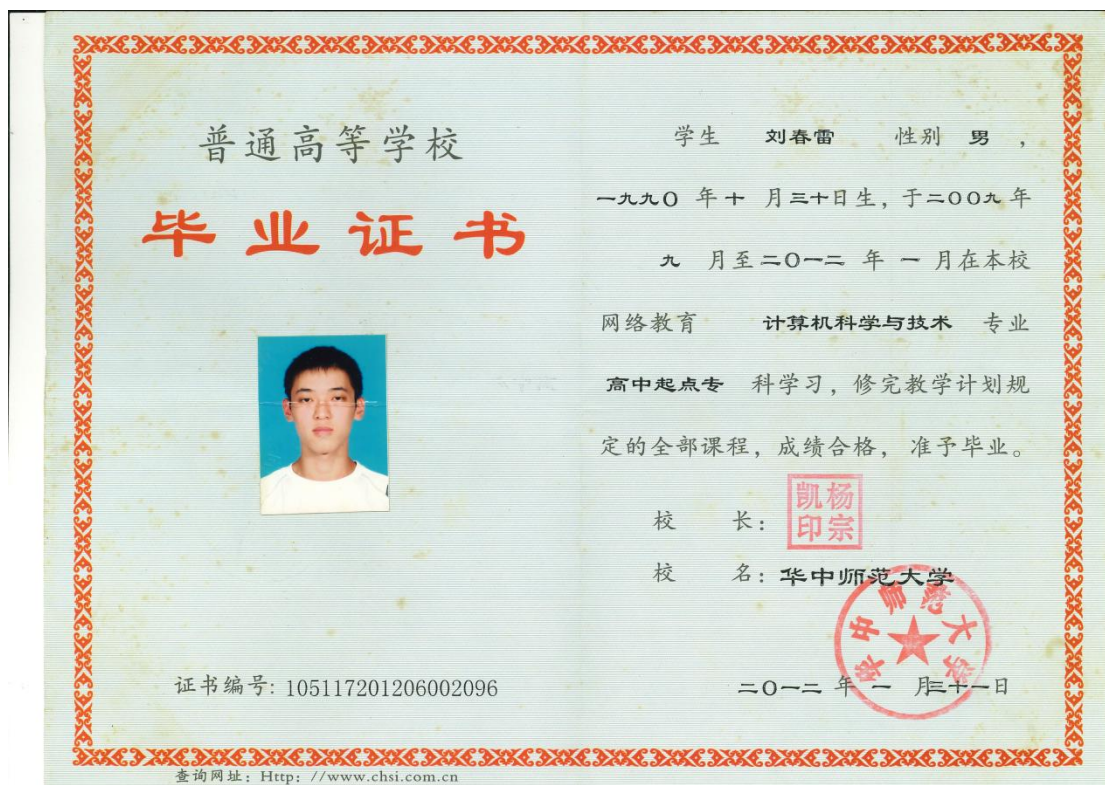 普通高等学校
毕业证书
证书编号: 105117201206002096
查询网址: Http: //www.chsi.com.cn
学生 刘春雷 性别 男 ,
一九九〇 年十 月三十日生, 于二〇〇九年
九 月至二〇一二 年 一 月在本校
网络教育 计算机科学与技术 专业
高中起点专 科学习, 修完教学计划规
定的全部课程, 成绩合格, 准予毕业。
校 长:
杨宗凯印
校 名: 华中师范大学
华中师范大学
二〇一二 年 一 月三十一日